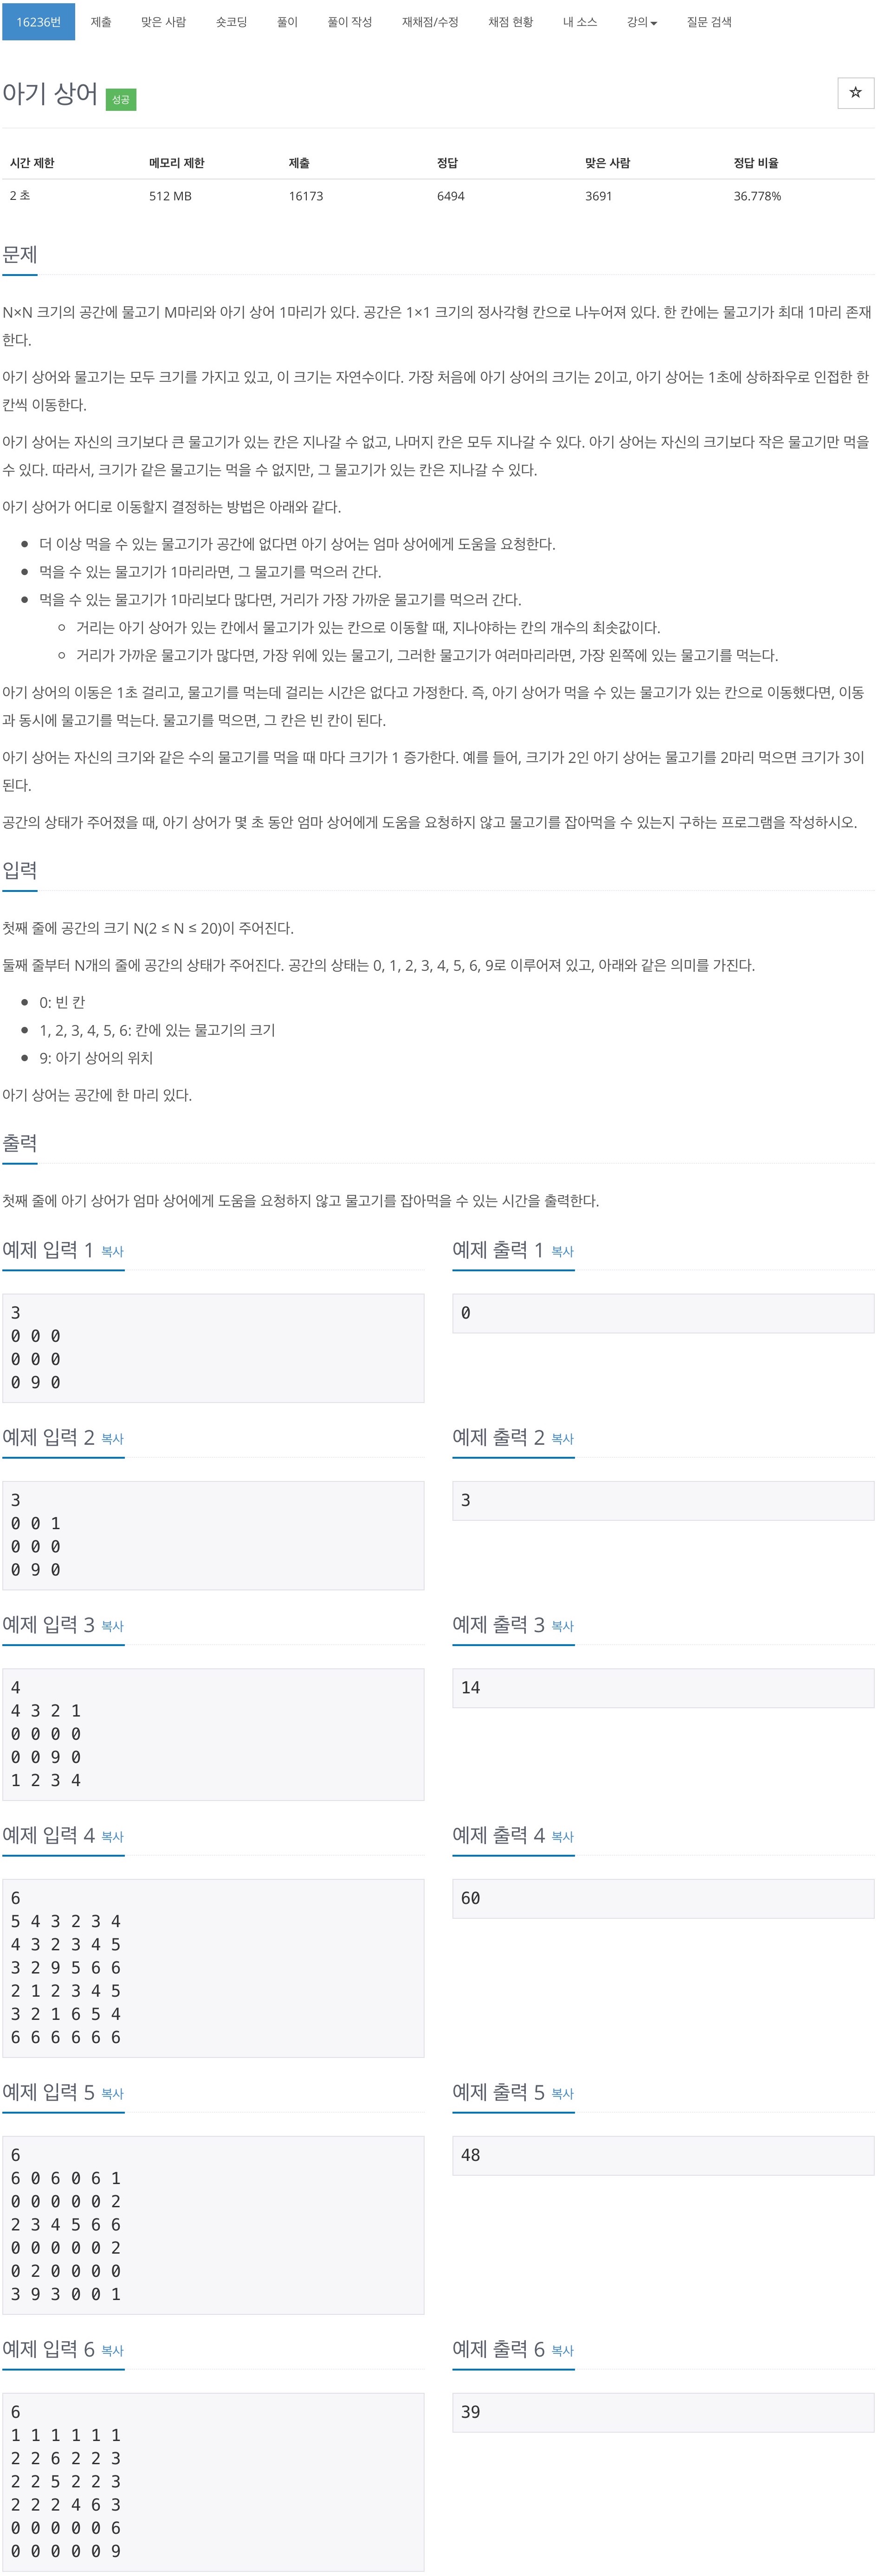 16236번 제출 맞은 사람 숏코딩 풀이 풀이 작성 재채점/수정 채점 현황 내 소스 강의 질문 검색
아기 상어 성공
☆
시간 제한 메모리 제한 제출 정답 맞은 사람 정답 비율
2 초 512 MB 16173 6494 3691 36.778%
문제
N×N 크기의 공간에 물고기 M마리와 아기 상어 1마리가 있다. 공간은 1×1 크기의 정사각형 칸으로 나누어져 있다. 한 칸에는 물고기가 최대 1마리 존재
한다.
아기 상어와 물고기는 모두 크기를 가지고 있고, 이 크기는 자연수이다. 가장 처음에 아기 상어의 크기는 2이고, 아기 상어는 1초에 상하좌우로 인접한 한
칸씩 이동한다.
아기 상어는 자신의 크기보다 큰 물고기가 있는 칸은 지나갈 수 없고, 나머지 칸은 모두 지나갈 수 있다. 아기 상어는 자신의 크기보다 작은 물고기만 먹을
수 있다. 따라서, 크기가 같은 물고기는 먹을 수 없지만, 그 물고기가 있는 칸은 지나갈 수 있다.
아기 상어가 어디로 이동할지 결정하는 방법은 아래와 같다.
● 더 이상 먹을 수 있는 물고기가 공간에 없다면 아기 상어는 엄마 상어에게 도움을 요청한다.
● 먹을 수 있는 물고기가 1마리라면, 그 물고기를 먹으러 간다.
● 먹을 수 있는 물고기가 1마리보다 많다면, 거리가 가장 가까운 물고기를 먹으러 간다.
○ 거리는 아기 상어가 있는 칸에서 물고기가 있는 칸으로 이동할 때, 지나야하는 칸의 개수의 최솟값이다.
○ 거리가 가까운 물고기가 많다면, 가장 위에 있는 물고기, 그러한 물고기가 여러마리라면, 가장 왼쪽에 있는 물고기를 먹는다.
아기 상어의 이동은 1초 걸리고, 물고기를 먹는데 걸리는 시간은 없다고 가정한다. 즉, 아기 상어가 먹을 수 있는 물고기가 있는 칸으로 이동했다면, 이동
과 동시에 물고기를 먹는다. 물고기를 먹으면, 그 칸은 빈 칸이 된다.
아기 상어는 자신의 크기와 같은 수의 물고기를 먹을 때 마다 크기가 1 증가한다. 예를 들어, 크기가 2인 아기 상어는 물고기를 2마리 먹으면 크기가 3이
된다.
공간의 상태가 주어졌을 때, 아기 상어가 몇 초 동안 엄마 상어에게 도움을 요청하지 않고 물고기를 잡아먹을 수 있는지 구하는 프로그램을 작성하시오.
입력
첫째 줄에 공간의 크기 N(2 ≤ N ≤ 20)이 주어진다.
둘째 줄부터 N개의 줄에 공간의 상태가 주어진다. 공간의 상태는 0, 1, 2, 3, 4, 5, 6, 9로 이루어져 있고, 아래와 같은 의미를 가진다.
● 0: 빈 칸
● 1, 2, 3, 4, 5, 6: 칸에 있는 물고기의 크기
● 9: 아기 상어의 위치
아기 상어는 공간에 한 마리 있다.
출력
첫째 줄에 아기 상어가 엄마 상어에게 도움을 요청하지 않고 물고기를 잡아먹을 수 있는 시간을 출력한다.
예제 입력 1 복사
3
0 0 0
0 0 0
0 9 0
예제 출력 1 복사
0
예제 입력 2 복사
3
0 0 1
0 0 0
0 9 0
예제 출력 2 복사
3
예제 입력 3 복사
4
4 3 2 1
0 0 0 0
0 0 9 0
1 2 3 4
예제 출력 3 복사
14
예제 입력 4 복사
6
5 4 3 2 3 4
4 3 2 3 4 5
3 2 9 5 6 6
2 1 2 3 4 5
3 2 1 6 5 4
6 6 6 6 6 6
예제 출력 4 복사
60
예제 입력 5 복사
6
6 0 6 0 6 1
0 0 0 0 0 2
2 3 4 5 6 6
0 0 0 0 0 2
0 2 0 0 0 0
3 9 3 0 0 1
예제 출력 5 복사
48
예제 입력 6 복사
6
1 1 1 1 1 1
2 2 6 2 2 3
2 2 5 2 2 3
2 2 2 4 6 3
0 0 0 0 0 6
0 0 0 0 0 9
예제 출력 6 복사
39